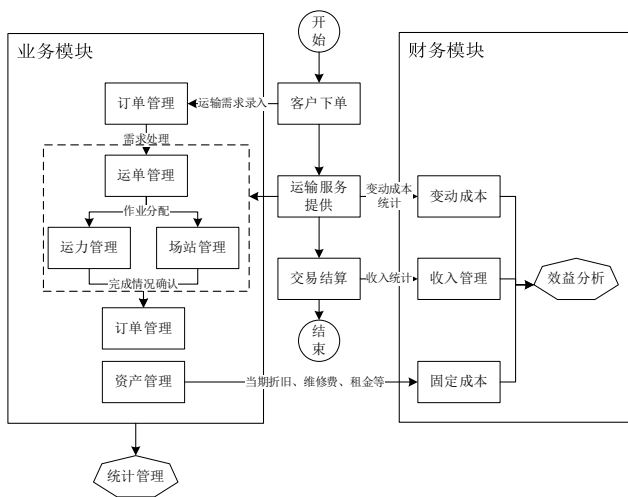 开
始
业务模块
财务模块
订单管理
运输需求录入
客户下单
需求处理
运单管理
运输服务
提供
变动成本
统计
变动成本
作业分配
运力管理
场站管理
交易结算
收入统计
收入管理
效益分析
完成情况确认
订单管理
结
束
资产管理
当期折旧、维修费、租金等
固定成本
统计管理